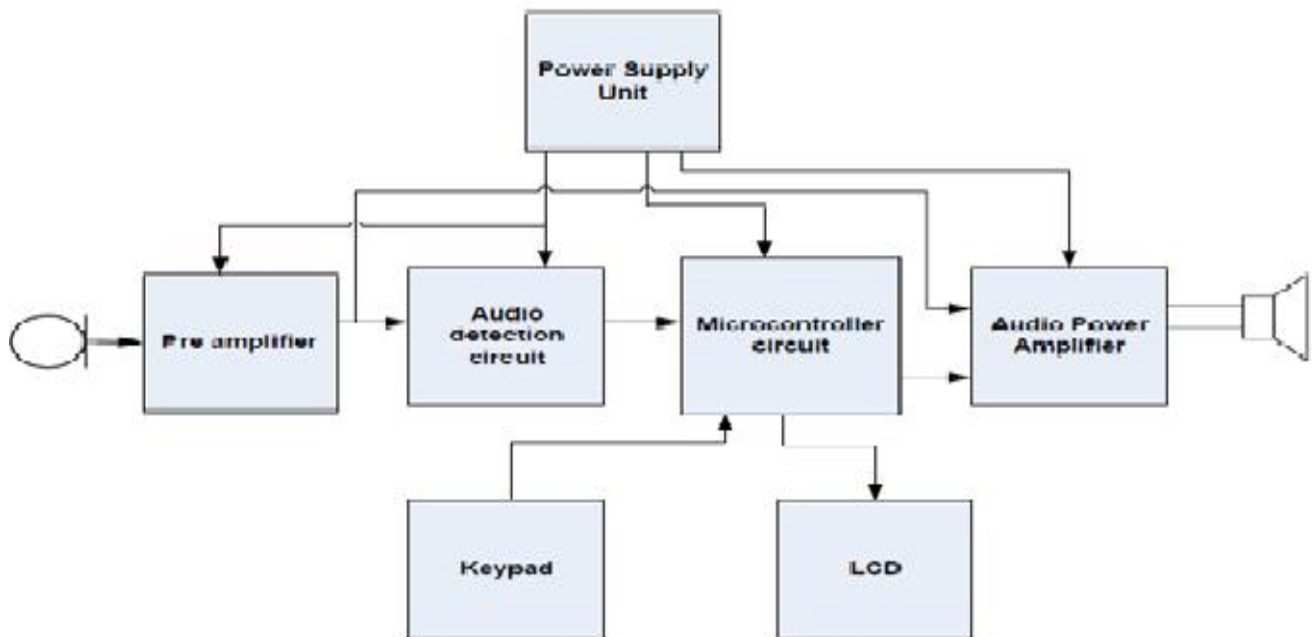 Power Supply
Unit
Pre amplifier
Audio
detection
circuit
Microcontroller
circuit
Audio Power
Amplifier
Keypad
LCD